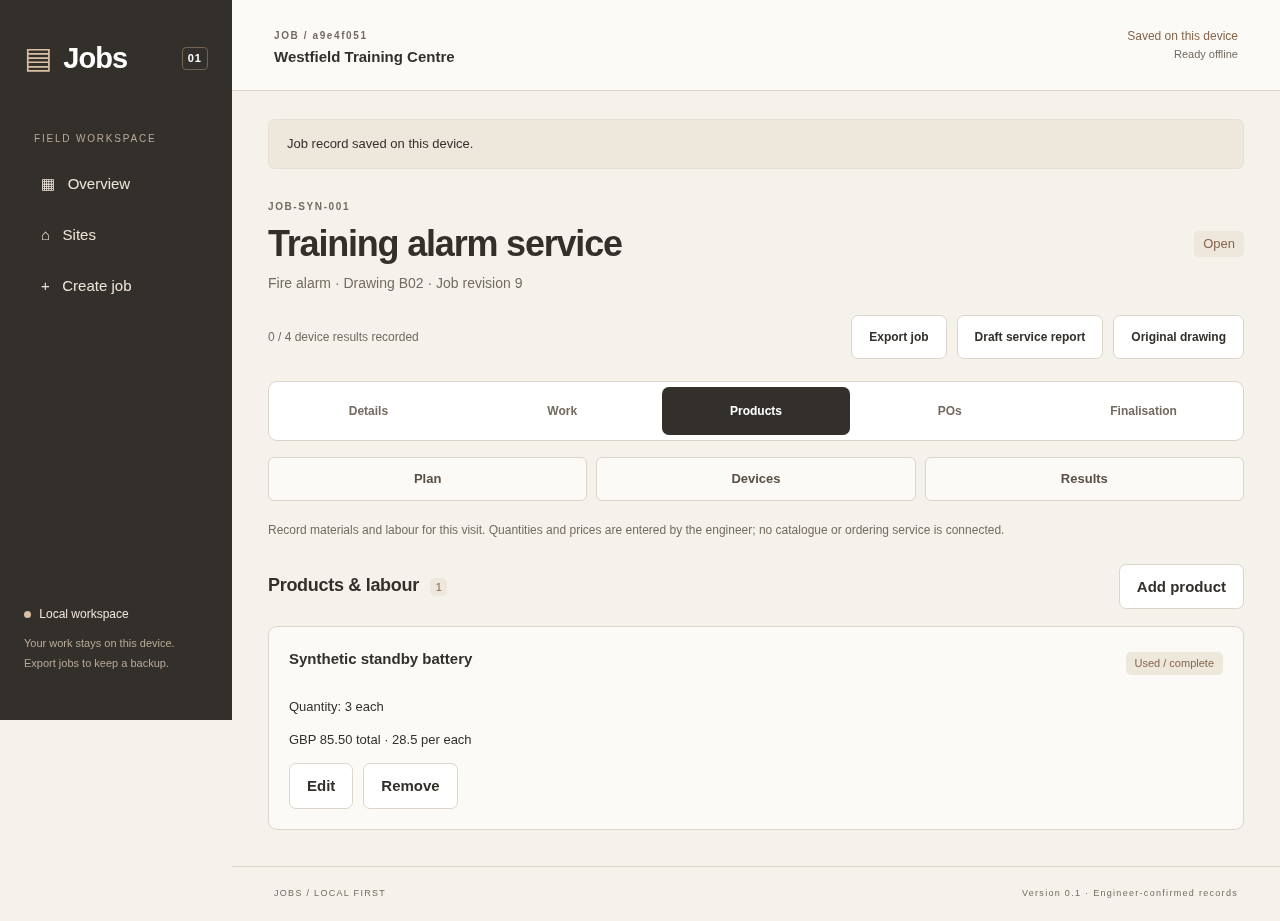 Jobs
01
FIELD WORKSPACE
Overview
Sites
+ Create job
Local workspace
Your work stays on this device.
Export jobs to keep a backup.
JOB / a9e4f051
Westfield Training Centre
Saved on this device
Ready offline
Job record saved on this device.
JOB-SYN-001
Training alarm service
Open
Fire alarm · Drawing B02 · Job revision 9
0 / 4 device results recorded
Export job
Draft service report
Original drawing
Details
Work
Products
POs
Finalisation
Plan
Devices
Results
Record materials and labour for this visit. Quantities and prices are entered by the engineer; no catalogue or ordering service is connected.
Products & labour 1
Add product
Synthetic standby battery
Used / complete
Quantity: 3 each
GBP 85.50 total · 28.5 per each
Edit
Remove
JOBS / LOCAL FIRST
Version 0.1 · Engineer-confirmed records